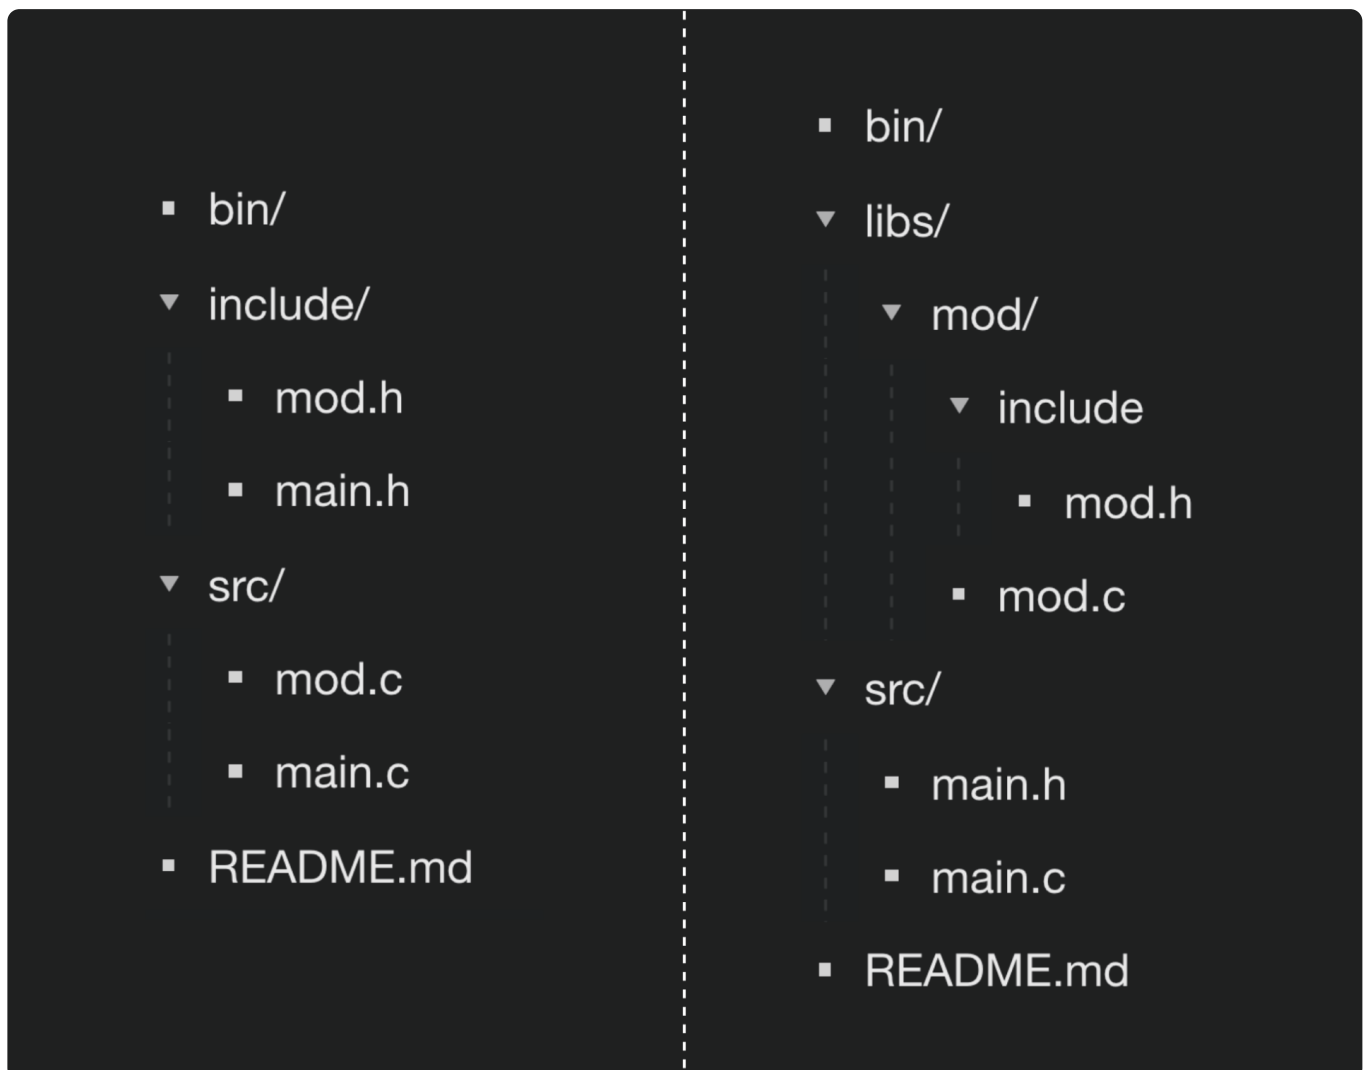 bin/
include/
mod.h
main.h
src/
mod.c
main.c
README.md
bin/
libs/
mod/
include
mod.h
mod.c
src/
main.h
main.c
README.md